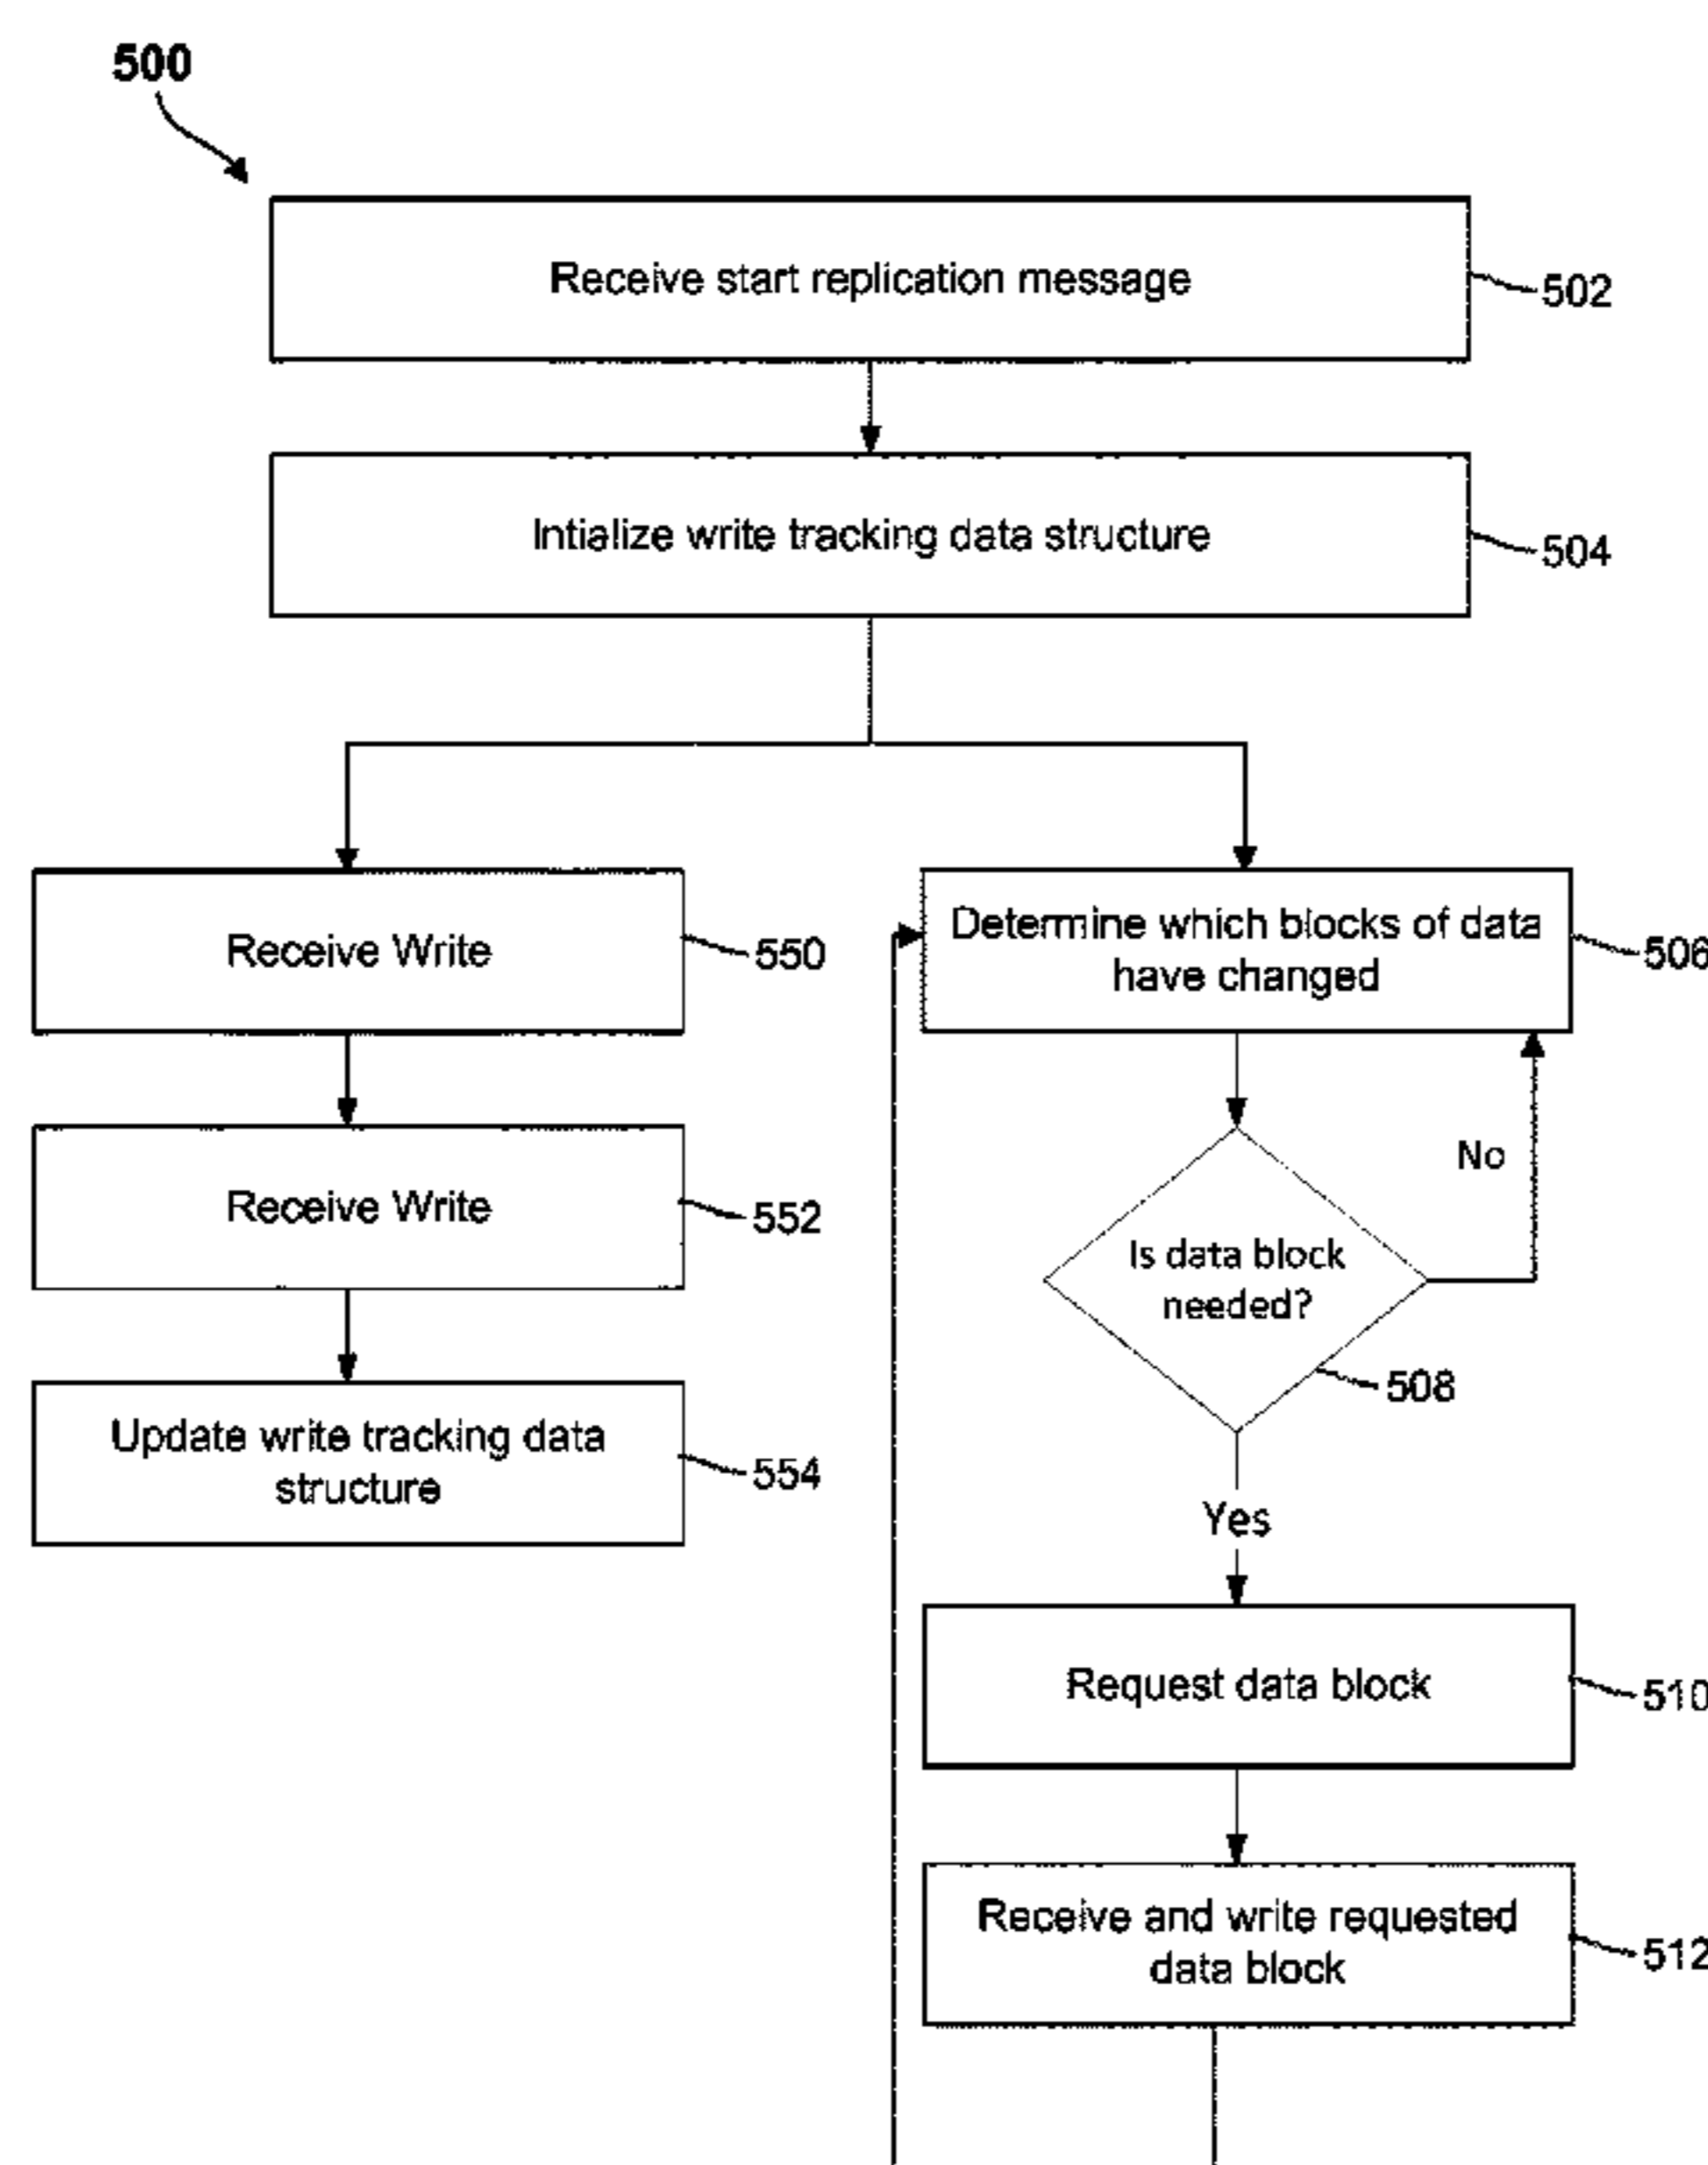 500
Receive start replication message
502
Intialize write tracking data structure
504
Receive Write
550
Determine which blocks of data
have changed
506
Receive Write
552
No
Is data block
needed?
508
Update write tracking data
structure
554
Yes
Request data block
510
Receive and write requested
data block
512